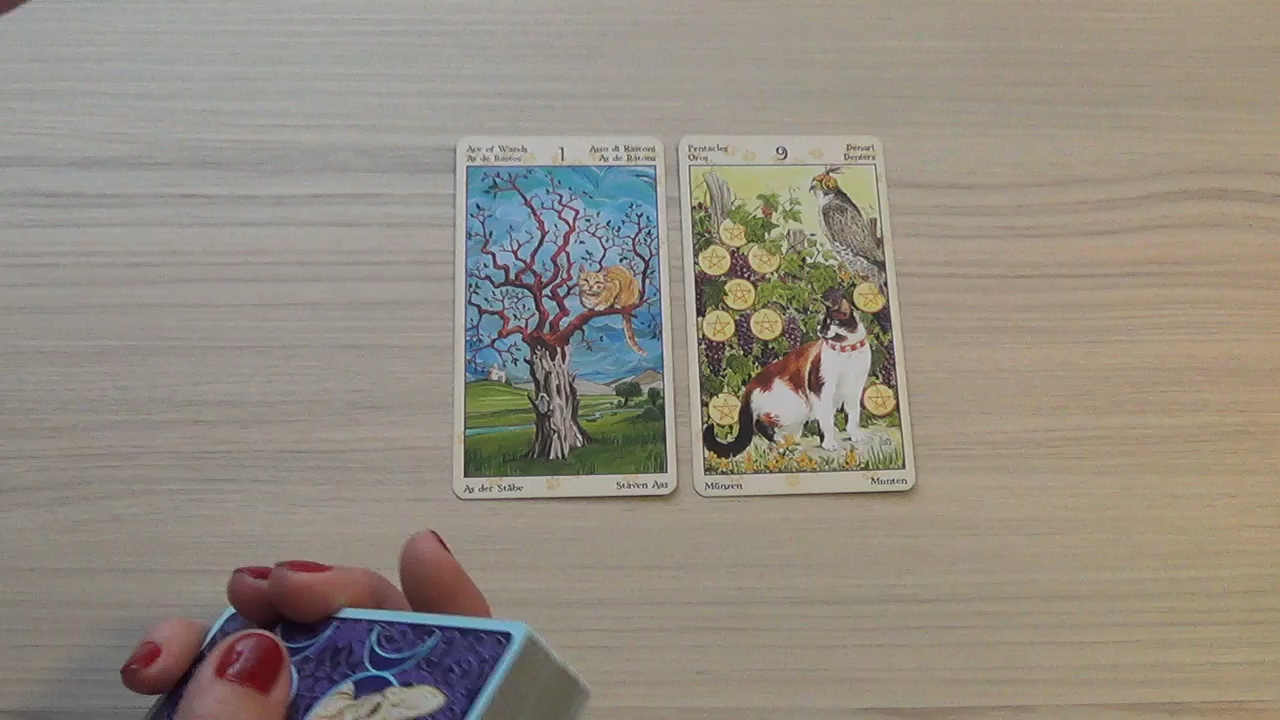 Ace of Wands
As de Bastos
1
Asso di Bastoni
As de Bâtons
As der Stäbe
Staven Aas
Pentacles
Oros
9
Denari
Deniers
Münzen
Munten